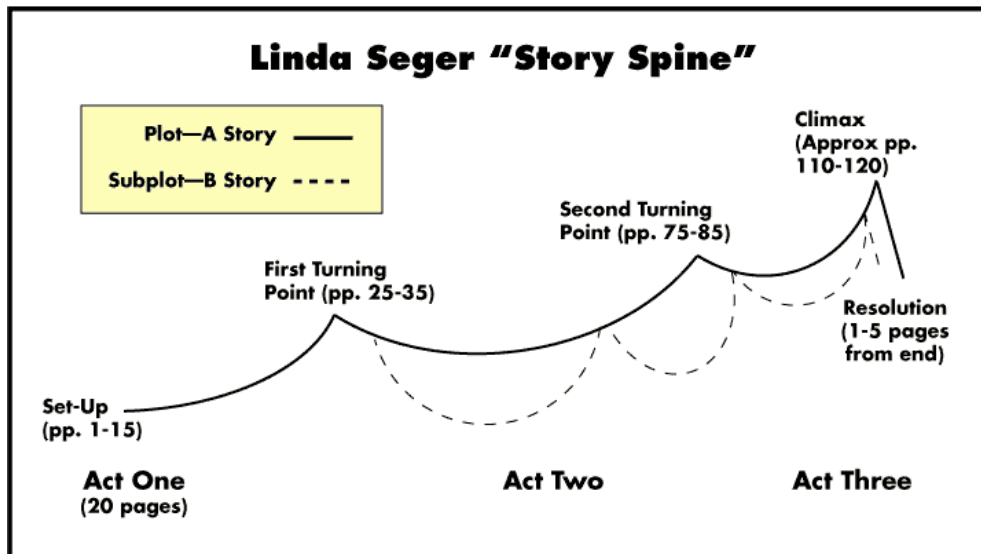 Linda Seger “Story Spine”
Plot—A Story
Subplot—B Story
Climax
(Approx pp.
110-120)
Second Turning
Point (pp. 75-85)
First Turning
Point (pp. 25-35)
Resolution
(1-5 pages
from end)
Set-Up
(pp. 1-15)
Act One
(20 pages)
Act Two
Act Three